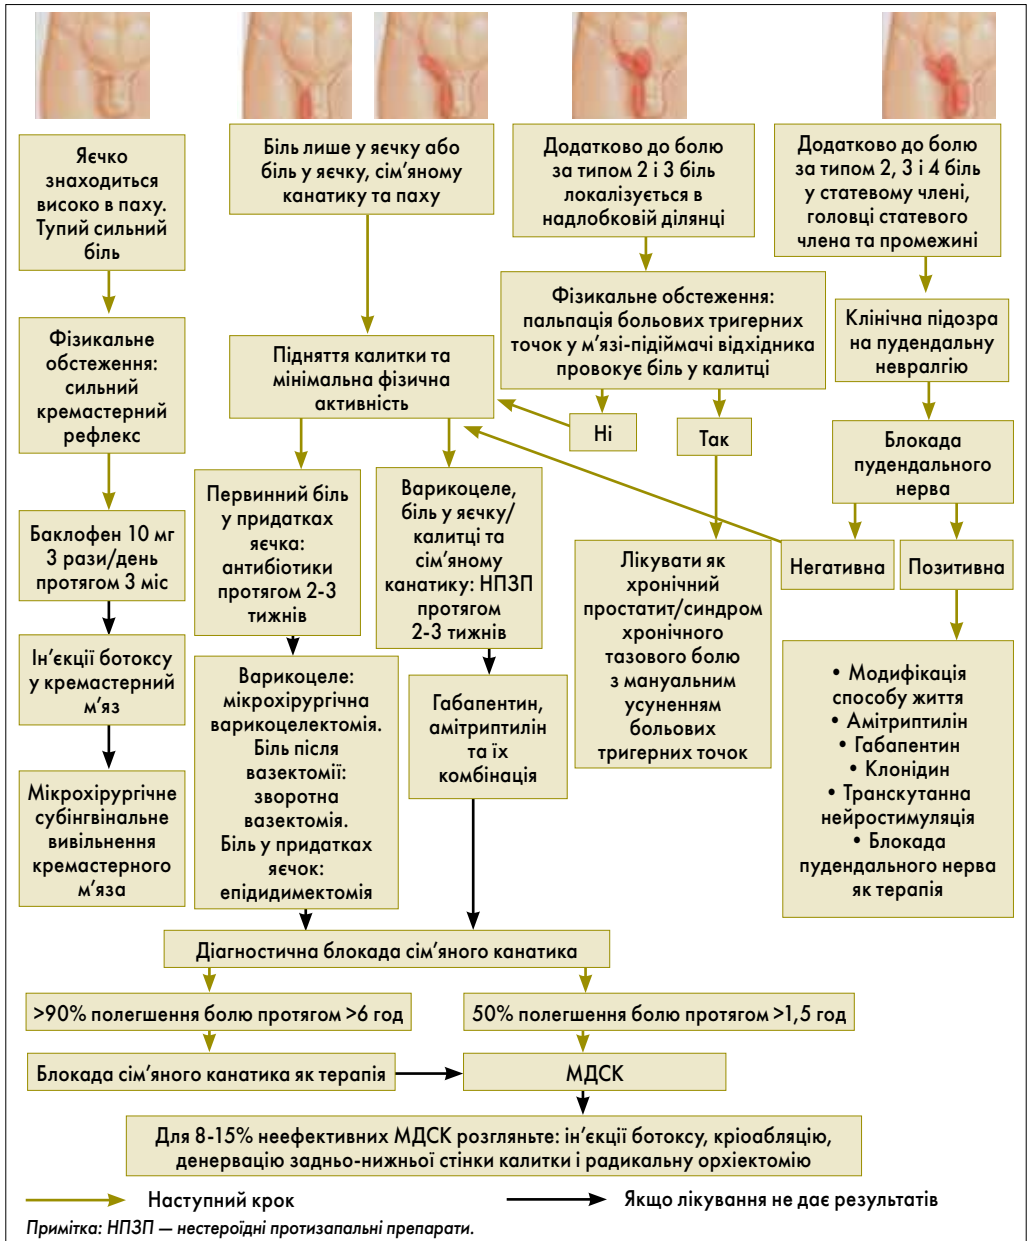 Яєчко
знаходиться
високо в паху.
Тупий сильний
біль
Біль лише у яєчку або
біль у яєчку, сім’яному
канатику та паху
Додатково до болю
за типом 2 і 3 біль
локалізується в
надлобковій ділянці
Додатково до болю
за типом 2, 3 і 4 біль
у статевому члені,
головці статевого
члена та промежині
Фізикальне
обстеження:
сильний
кремастерний
рефлекс
Підняття калитки та
мінімальна фізична
активність
Фізикальне обстеження:
пальпація больових тригерних
точок у м’язі-підіймачі відхідника
провокує біль у калитці
Клінічна підозра
на пудендальну
невралгію
Ні
Так
Блокада
пудендального
нерва
Баклофен 10 мг
3 рази/день
протягом 3 міс
Первинний біль
у придатках
яєчка:
антибіотики
протягом 2-3
тижнів
Варикоцеле,
біль у яєчку/
калитці та
сім’яному
канатику: НПЗП
протягом
2-3 тижнів
Лікувати як
хронічний
простатит/синдром
хронічного
тазового болю
з мануальним
усуненням
больових
тригерних точок
Негативна
Позитивна
Ін’єкції ботоксу
у кремастерний
м’яз
Варикоцеле:
мікрохірургічна
варикоцелектомія.
Біль після
вазектомії:
зворотна
вазектомія.
Біль у придатках
яєчок:
епідидимектомія
Габапентин,
амітриптилін
та їх
комбінація
• Модифікація
способу життя
• Амітриптилін
• Габапентин
• Клонідин
• Транскутанна
нейростимуляція
• Блокада
пудендального нерва
як терапія
Мікрохірургічне
субінгвінальне
вивільнення
кремастерного
м’яза
Діагностична блокада сім’яного канатика
>90% полегшення болю протягом >6 год
50% полегшення болю протягом >1,5 год
Блокада сім’яного канатика як терапія
МДСК
Для 8-15% неефективних МДСК розгляньте: ін’єкції ботоксу, кріоабляцію,
денервацію задньо-нижньої стінки калитки і радикальну орхіектомію
Наступний крок
Якщо лікування не дає результатів
Примітка: НПЗП — нестероїдні протизапальні препарати.